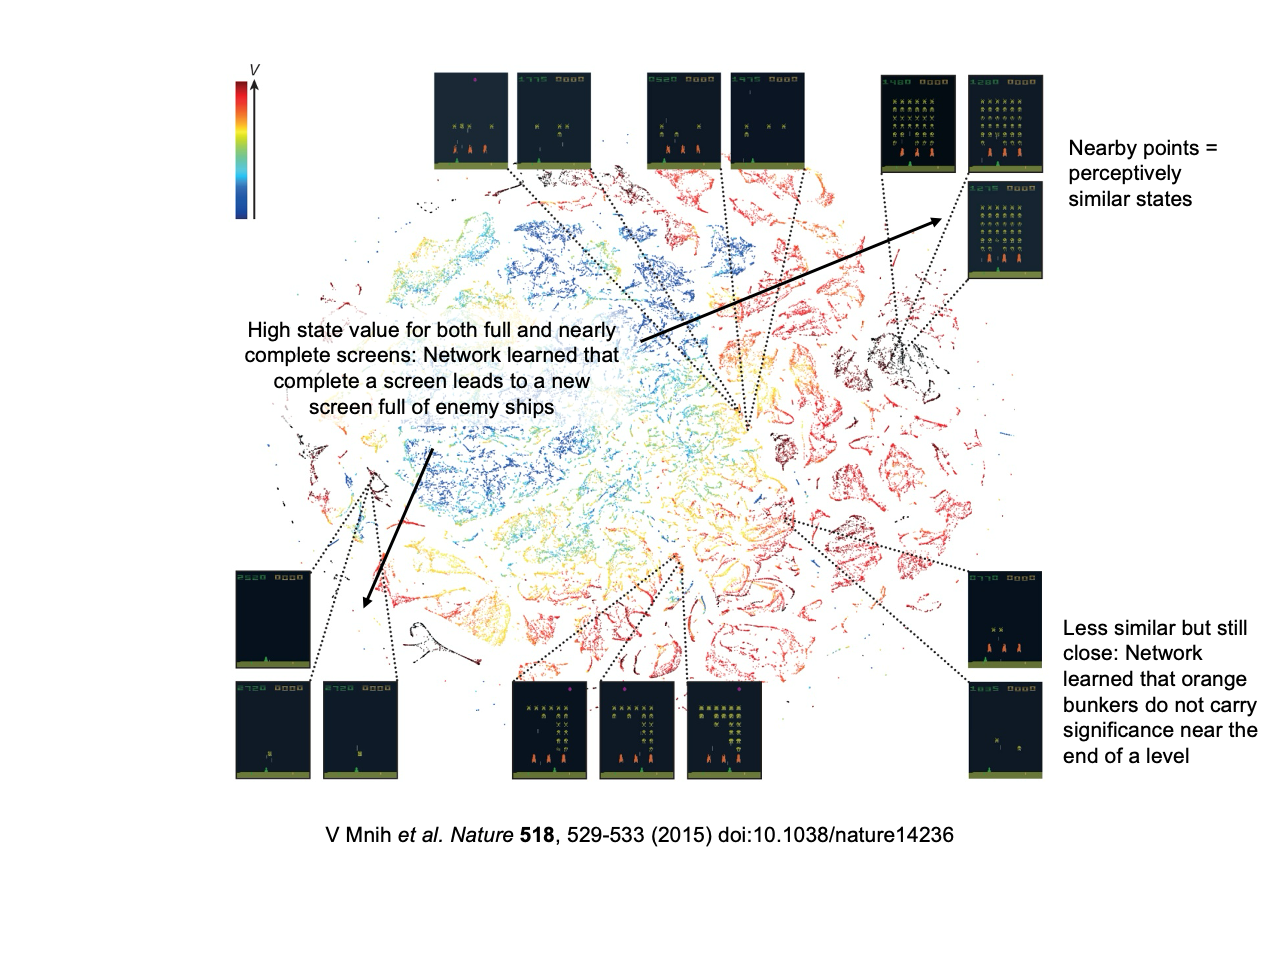 V
1775 0000
0520 0000
1975 0000
1400 0000
1280 0000
1275 0000
Nearby points =
perceptively
similar states
High state value for both full and nearly
complete screens: Network learned that
complete a screen leads to a new
screen full of enemy ships
2520 0000
2720 0000
2720 0000
0770 0000
1835 0000
Less similar but still
close: Network
learned that orange
bunkers do not carry
significance near the
end of a level
V Mnih et al. Nature 518, 529-533 (2015) doi:10.1038/nature14236